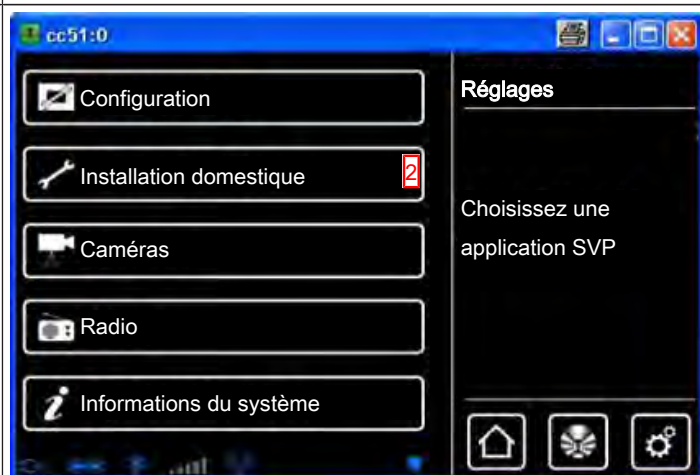 cc51:0
Configuration
Installation domestique 2
Caméras
Radio
Informations du système
Réglages
Choisissez une
application SVP